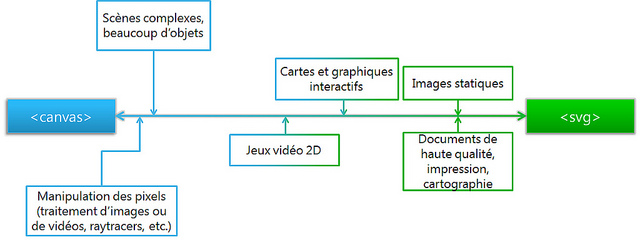 Scènes complexes,
beaucoup d'objets
Cartes et graphiques
interactifs
Images statiques
<canvas>
<svg>
Jeux vidéo 2D
Documents de
haute qualité,
impression,
cartographie
Manipulation des pixels
(traitement d'images ou
de vidéos, raytracers, etc.)